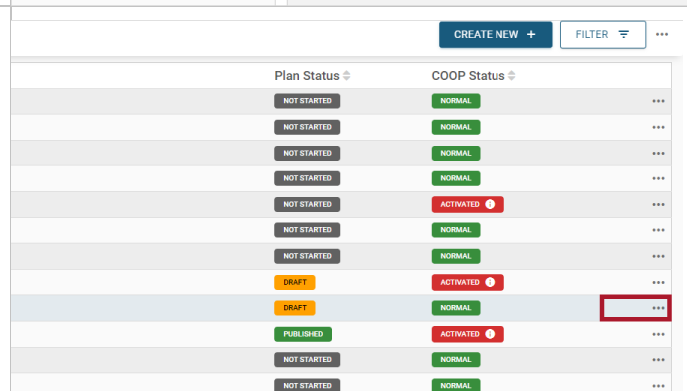 CREATE NEW + FILTER
Plan Status COOP Status
NOT STARTED NORMAL
NOT STARTED NORMAL
NOT STARTED NORMAL
NOT STARTED NORMAL
NOT STARTED ACTIVATED
NOT STARTED NORMAL
NOT STARTED NORMAL
DRAFT ACTIVATED
DRAFT NORMAL
PUBLISHED ACTIVATED
NOT STARTED NORMAL
NOT STARTED NORMAL